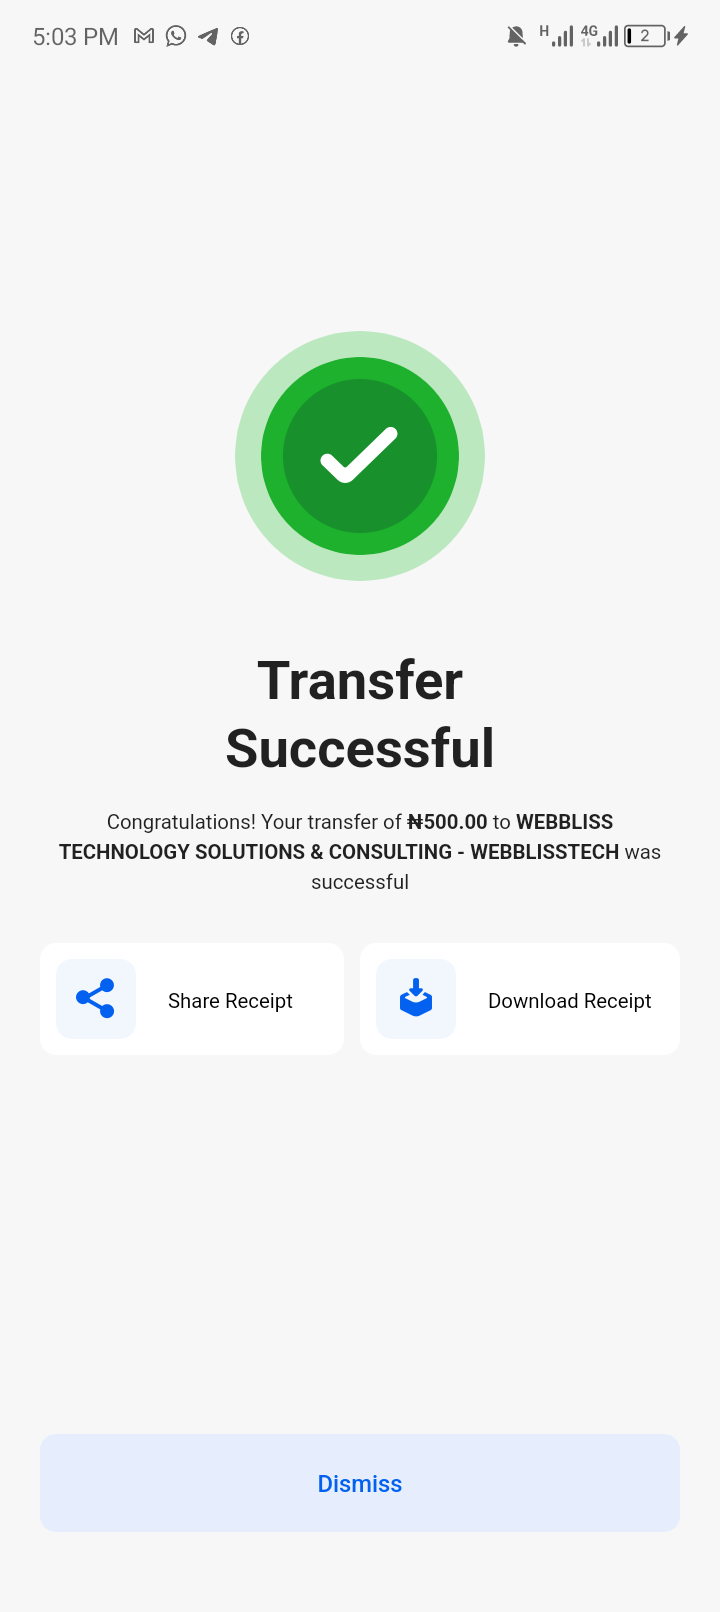 5:03 PM
H 4G 2
Transfer
Successful
Congratulations! Your transfer of ₦500.00 to WEBBLISS
TECHNOLOGY SOLUTIONS & CONSULTING - WEBBLISSTECH was
successful
Share Receipt
Download Receipt
Dismiss